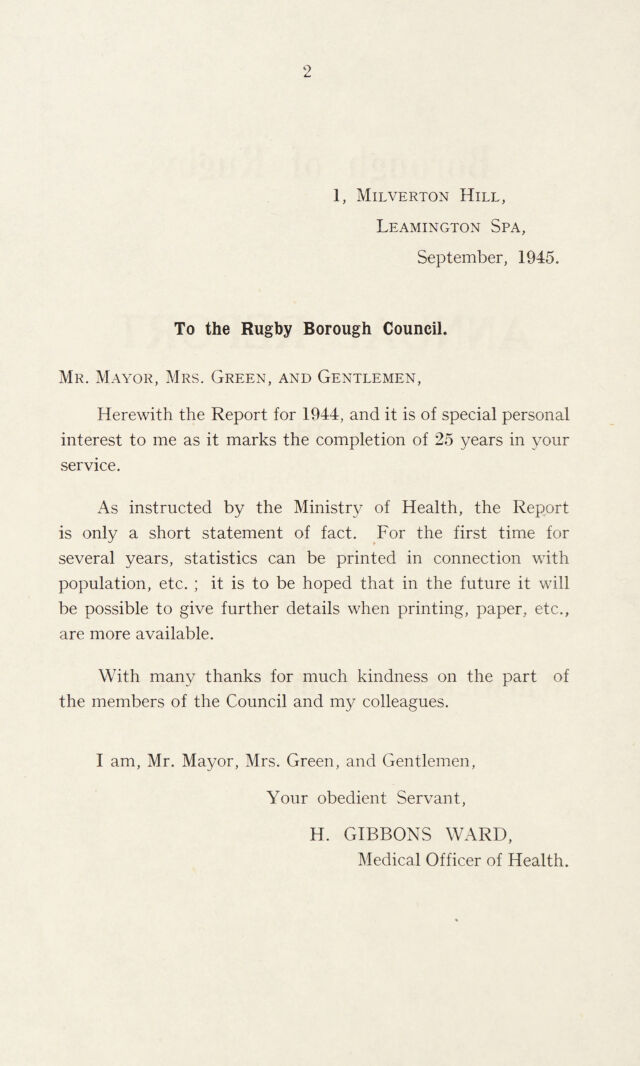 2
1, Milverton Hill,
Leamington Spa,
September, 1945.
To the Rugby Borough Council.
Mr. Mayor, Mrs. Green, and Gentlemen,
Herewith the Report for 1944, and it is of special personal
interest to me as it marks the completion of 25 years in your
service.
As instructed by the Ministry of Health, the Report
is only a short statement of fact. For the first time for
several years, statistics can be printed in connection with
population, etc. ; it is to be hoped that in the future it will
be possible to give further details when printing, paper, etc.,
are more available.
With many thanks for much kindness on the part of
the members of the Council and my colleagues.
I am, Mr. Mayor, Mrs. Green, and Gentlemen,
Your obedient Servant,
H. GIBBONS WARD,
Medical Officer of Health.